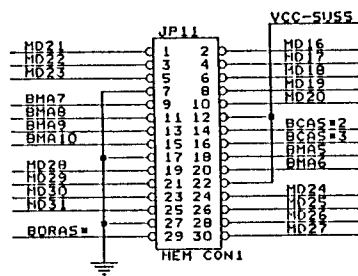 VCC-SUSS
JP11
MD21 1 2 MD16
MD22 3 4 MD17
MD23 5 6 MD18
7 8 MD19
BMA7 9 10 MD20
BMA8 11 12
BMA9 13 14 BCAS*2
BMA10 15 16 BCAS*3
17 18 BMA5
MD28 19 20 BMA6
MD29 21 22
MD30 23 24 MD24
MD31 25 26 MD25
27 28 MD26
BORAS* 29 30 MD27
MEM CON1